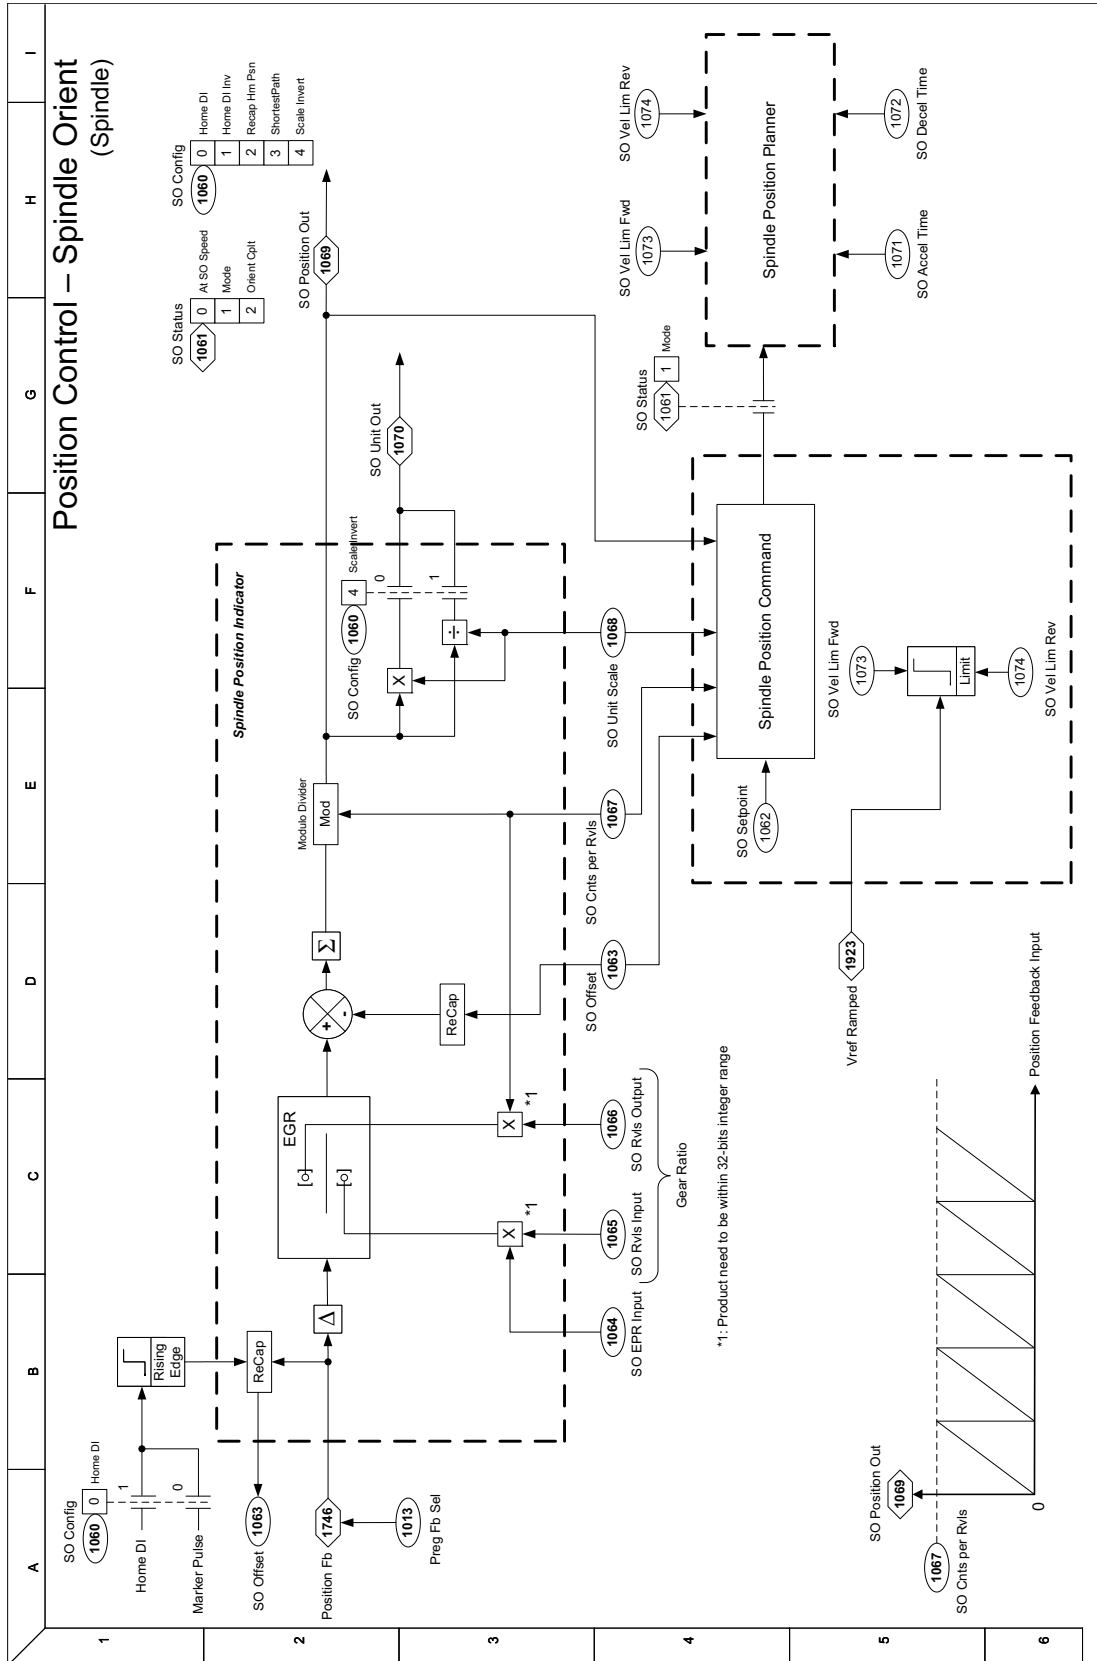 Position Control – Spindle Orient
(Spindle)
A
B
C
D
E
F
G
H
I
1
2
3
4
5
6
SO Config
1060
0
Home DI
Home DI
1
Marker Pulse
0
Rising
Edge
SO Offset
1063
ReCap
Position Fb
1746
Preg Fb Sel
1013
Δ
EGR
[o]
[o]
+
-
Σ
Modulo Divider
Mod
ReCap
X
*1
X
*1
Spindle Position Indicator
SO Config
1060
4
Scale Invert
0
1
X
÷
SO Unit Out
1070
SO Position Out
1069
SO Status
1061
0
At SO Speed
1
Mode
2
Orient Cplt
SO Config
1060
0
Home DI
1
Home DI Inv
2
Recap Hm Psn
3
ShortestPath
4
Scale Invert
1064
SO EPR Input
1065
SO Rvls Input
1066
SO Rvls Output
Gear Ratio
SO Offset
1063
SO Cnts per Rvls
1067
SO Unit Scale
1068
*1: Product need to be within 32-bits integer range
SO Setpoint
1062
Spindle Position Command
Vref Ramped
1923
SO Vel Lim Fwd
1073
Limit
1074
SO Vel Lim Rev
SO Status
1061
1
Mode
SO Vel Lim Fwd
1073
SO Vel Lim Rev
1074
Spindle Position Planner
1071
SO Accel Time
1072
SO Decel Time
SO Position Out
1069
1067
SO Cnts per Rvls
0
Position Feedback Input